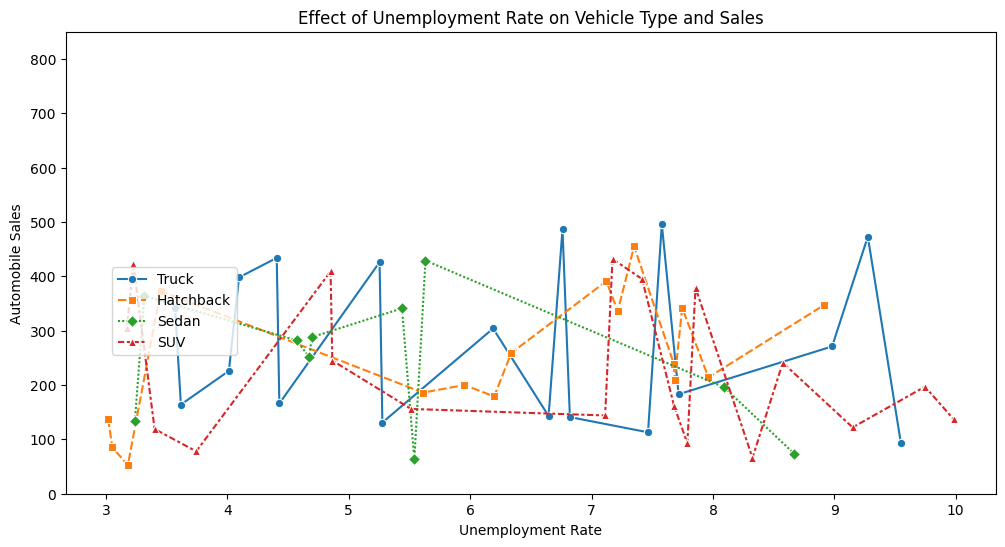 Effect of Unemployment Rate on Vehicle Type and Sales
Automobile Sales
800
700
600
500
400
300
200
100
0
Truck
Hatchback
Sedan
SUV
3 4 5 6 7 8 9 10
Unemployment Rate